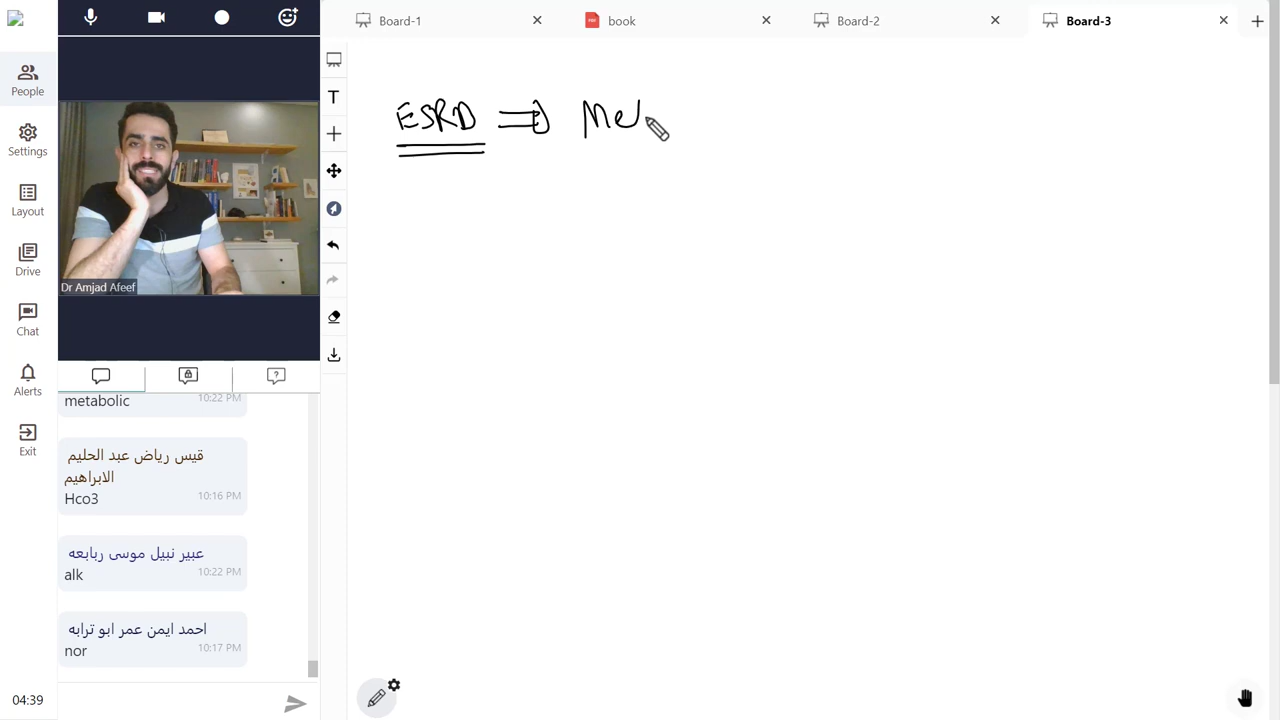 Board-1
book
Board-2
Board-3
People
Settings
Layout
Drive
Chat
Alerts
Exit
04:39
Dr Amjad Afeef
metabolic
10:22 PM
قيس رياض عبد الحليم
الابراهيم
Hco3
10:16 PM
عبير نبيل موسى ربابعه
alk
10:22 PM
احمد ايمن عمر ابو ترابه
nor
10:17 PM
T
ESRD ⇒ Me